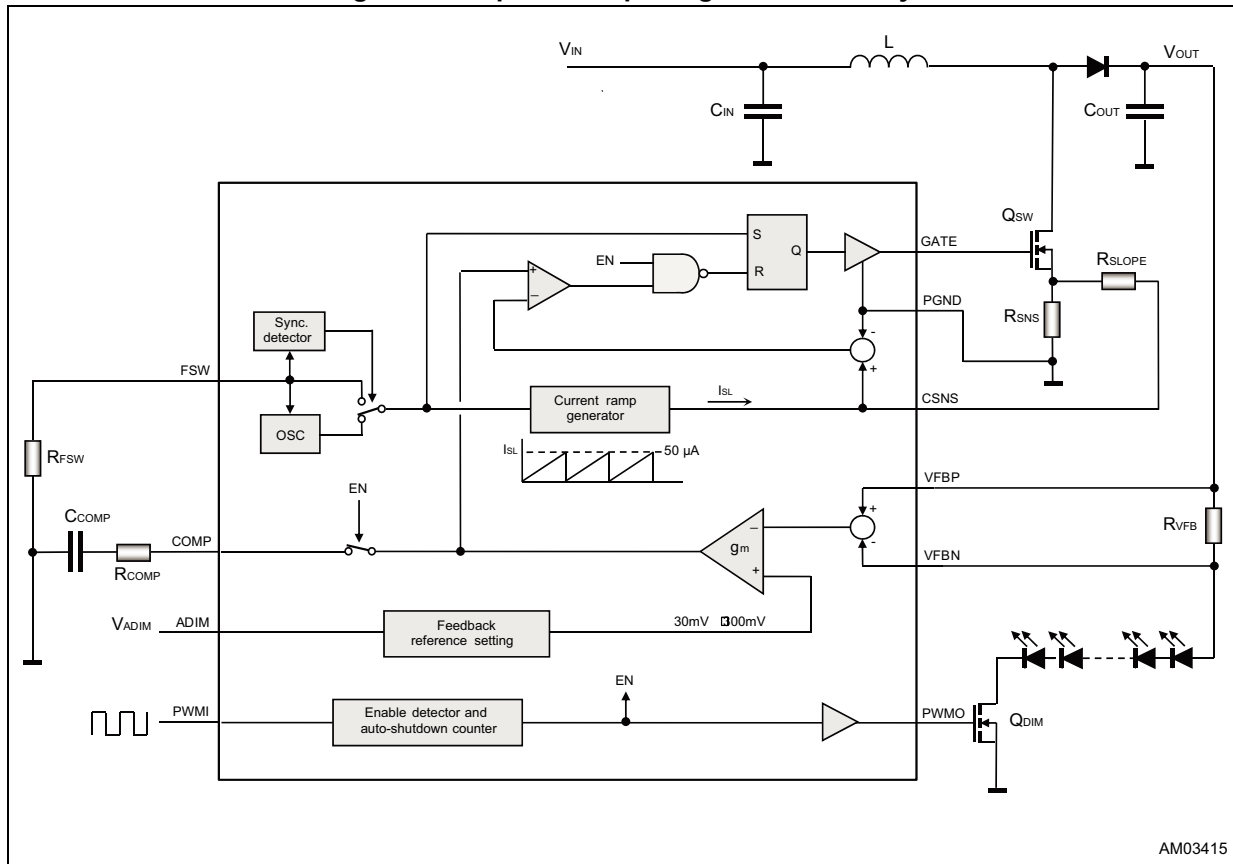 VIN
L
VOUT
CIN
COUT
QSW
S
Q
R
EN
+
−
GATE
RSLOPE
PGND
RSNS
-
+
Sync.
detector
FSW
OSC
Current ramp
generator
ISL
CSNS
RFSW
ISL
50 µA
EN
VFBP
+
-
RVFB
VFBN
CCOMP
RCOMP
COMP
gm
−
+
VADIM
ADIM
Feedback
reference setting
30mV
00mV
EN
PWMI
Enable detector and
auto-shutdown counter
PWMO
QDIM
AM03415